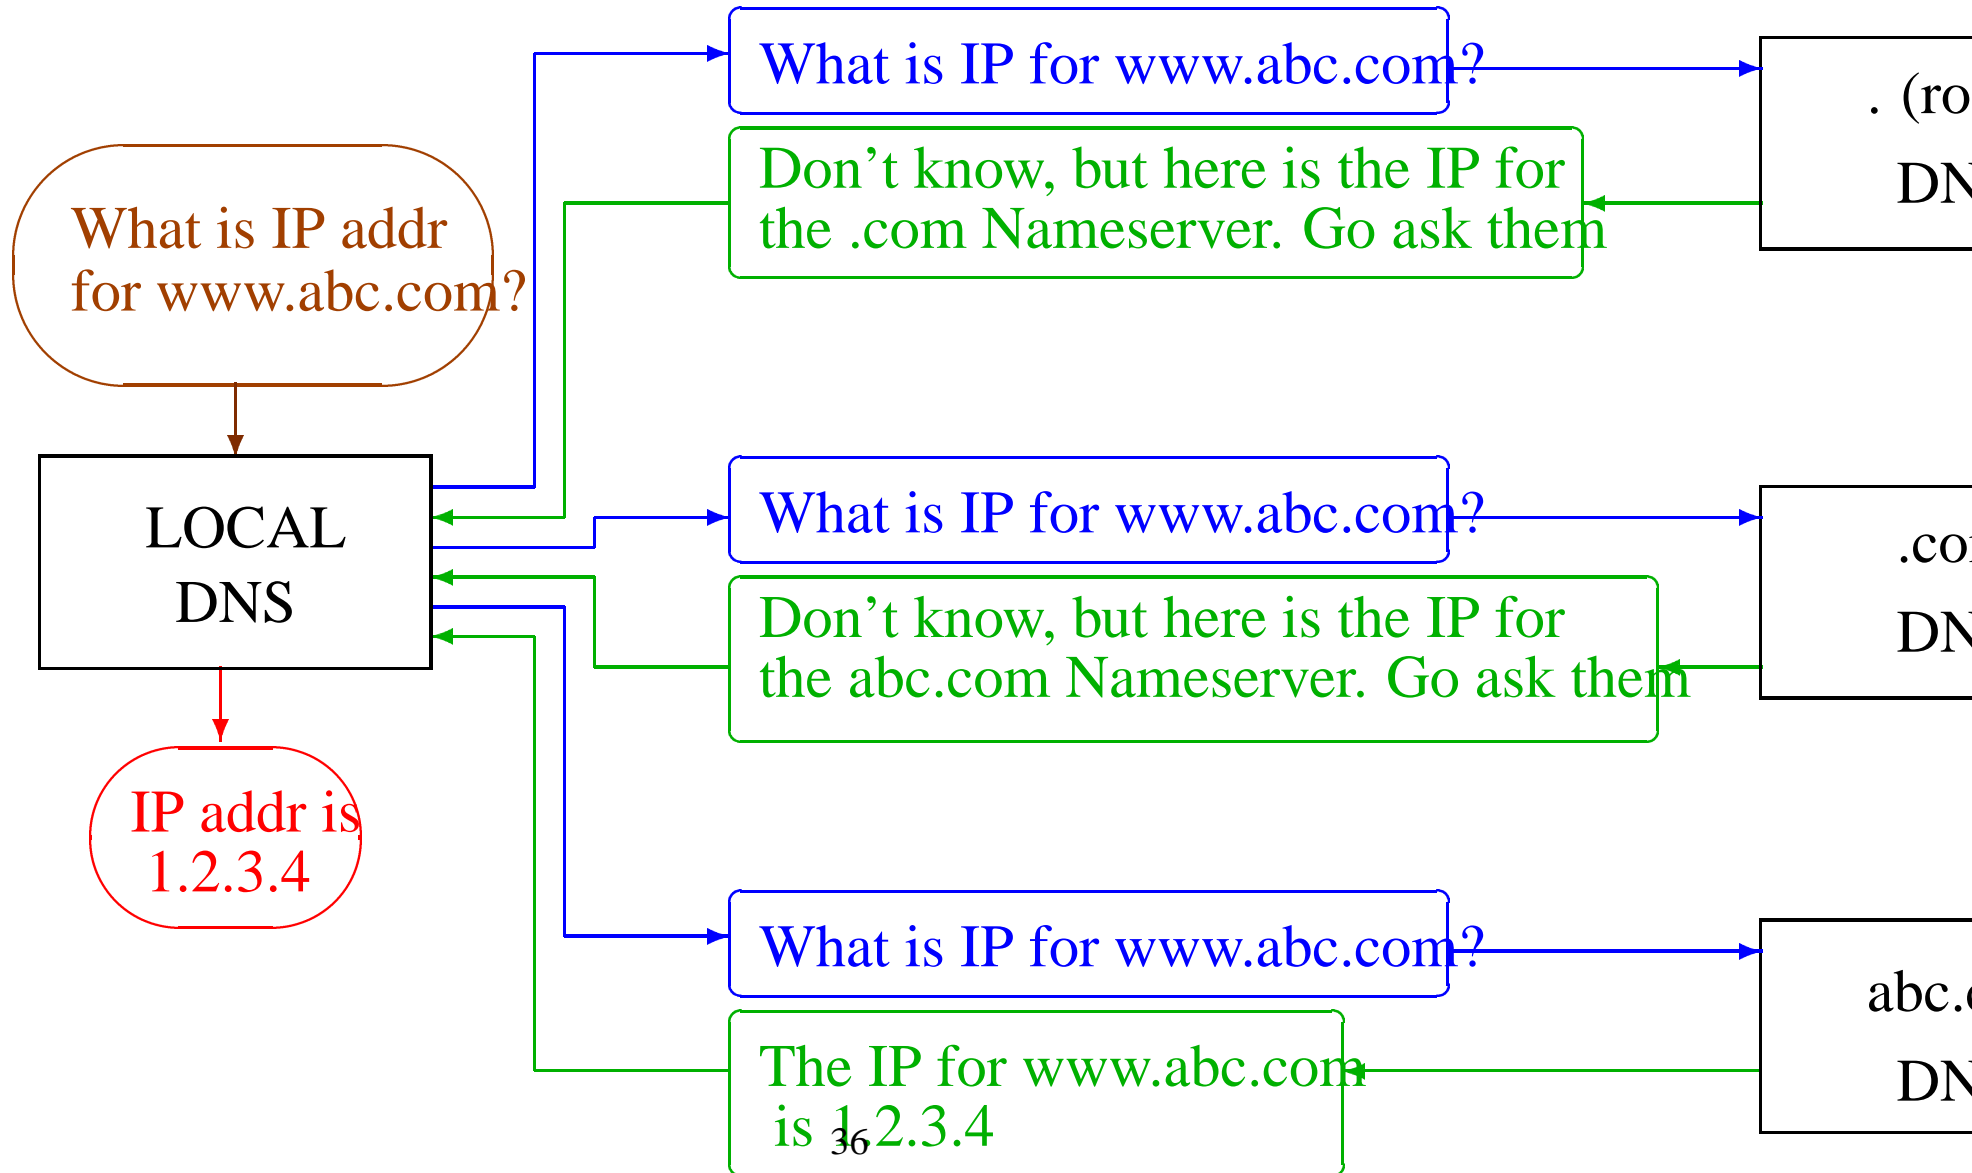 What is IP for www.abc.com?
. (ro
DN
Don't know, but here is the IP for
the .com Nameserver. Go ask them
What is IP addr
for www.abc.com?
LOCAL
DNS
What is IP for www.abc.com?
.co
DN
Don't know, but here is the IP for
the abc.com Nameserver. Go ask them
IP addr is
1.2.3.4
What is IP for www.abc.com?
abc.
DN
The IP for www.abc.com
is 1.2.3.4
36